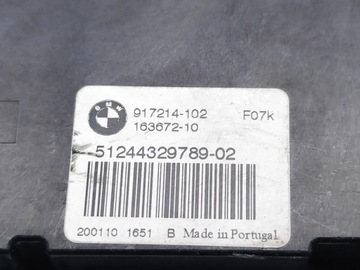 BMW
917214-102 F07k
163672-10
51244329789-02
200110 1651 B Made in Portugal